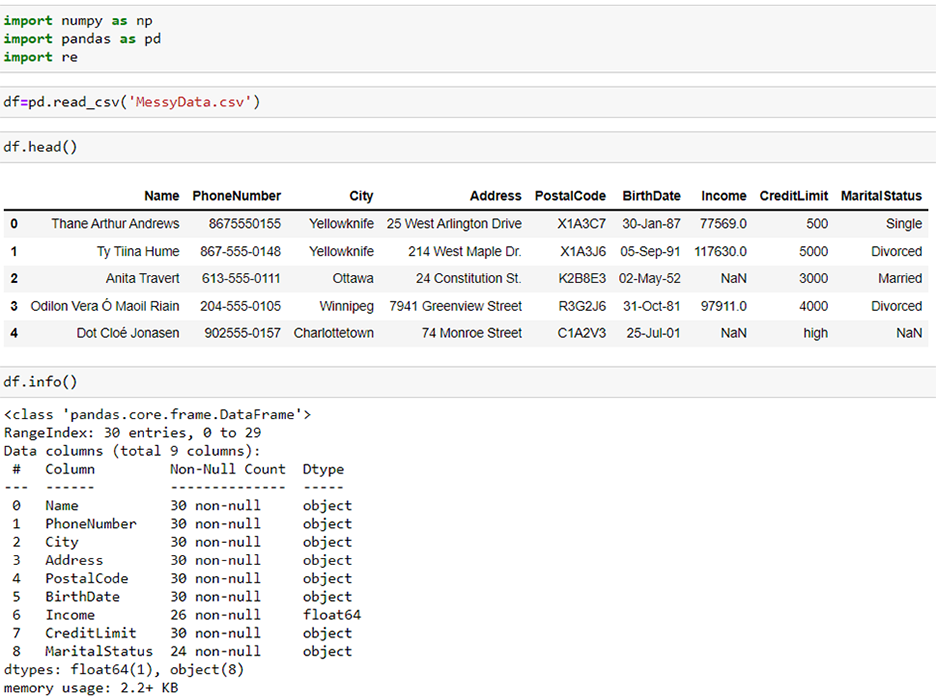 import numpy as np
import pandas as pd
import re
df=pd.read_csv('MessyData.csv')
df.head()
Name PhoneNumber City Address PostalCode BirthDate Income CreditLimit MaritalStatus
0 Thane Arthur Andrews 8675550155 Yellowknife 25 West Arlington Drive X1A3C7 30-Jan-87 77569.0 500 Single
1 Ty Tiina Hume 867-555-0148 Yellowknife 214 West Maple Dr. X1A3J6 05-Sep-91 117630.0 5000 Divorced
2 Anita Travert 613-555-0111 Ottawa 24 Constitution St. K2B8E3 02-May-52 NaN 3000 Married
3 Odilon Vera Ó Maoil Riain 204-555-0105 Winnipeg 7941 Greenview Street R3G2J6 31-Oct-81 97911.0 4000 Divorced
4 Dot Cloé Jonasen 902555-0157 Charlottetown 74 Monroe Street C1A2V3 25-Jul-01 NaN high NaN
df.info()
<class 'pandas.core.frame.DataFrame'>
RangeIndex: 30 entries, 0 to 29
Data columns (total 9 columns):
# Column Non-Null Count Dtype
--- ------ -------------- -----
0 Name 30 non-null object
1 PhoneNumber 30 non-null object
2 City 30 non-null object
3 Address 30 non-null object
4 PostalCode 30 non-null object
5 BirthDate 30 non-null object
6 Income 26 non-null float64
7 CreditLimit 30 non-null object
8 MaritalStatus 24 non-null object
dtypes: float64(1), object(8)
memory usage: 2.2+ KB